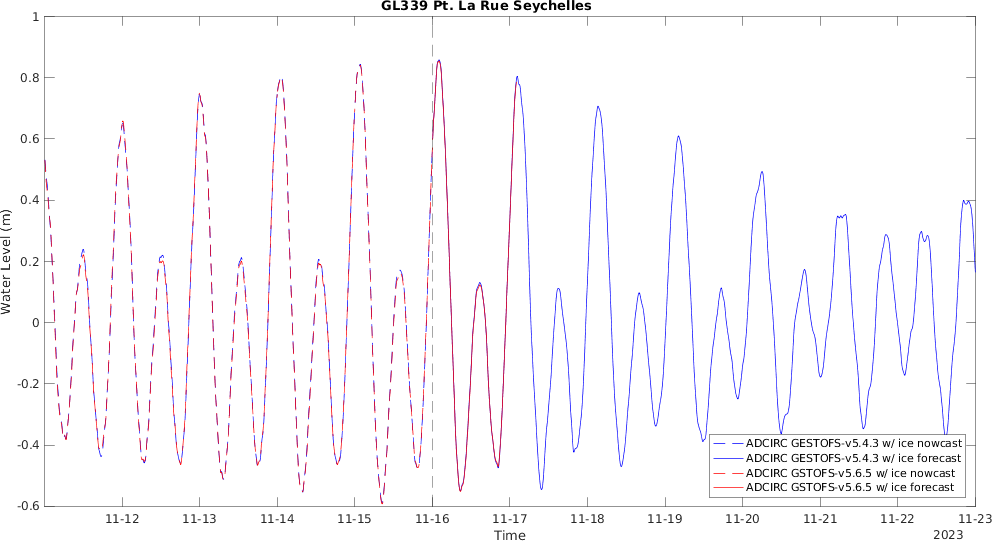 GL339 Pt. La Rue Seychelles
1
0.8
0.6
0.4
0.2
0
-0.2
-0.4
-0.6
Water Level (m)
11-12 11-13 11-14 11-15 11-16 11-17 11-18 11-19 11-20 11-21 11-22 11-23
Time
2023
ADCIRC GESTOFS-v5.4.3 w/ ice nowcast
ADCIRC GESTOFS-v5.4.3 w/ ice forecast
ADCIRC GSTOFS-v5.6.5 w/ ice nowcast
ADCIRC GSTOFS-v5.6.5 w/ ice forecast